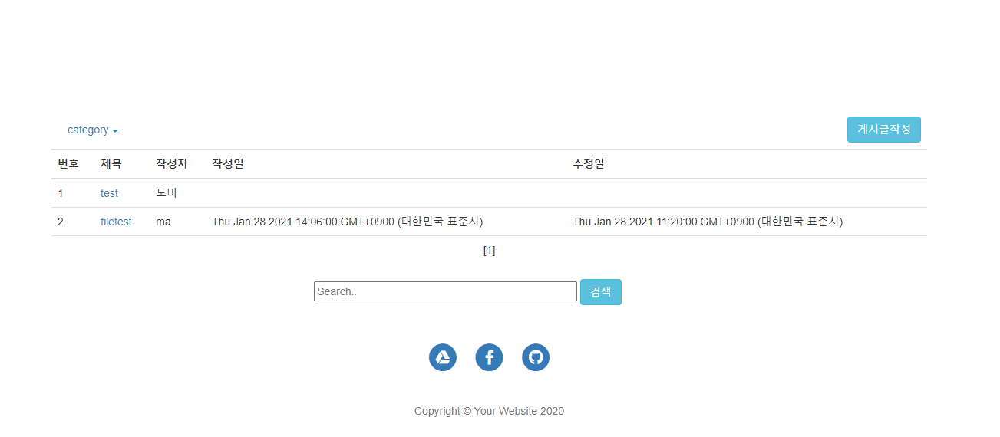 category 게시글작성
번호 제목 작성자 작성일 수정일
1 test 도비
2 filetest ma Thu Jan 28 2021 14:06:00 GMT+0900 (대한민국 표준시) Thu Jan 28 2021 11:20:00 GMT+0900 (대한민국 표준시)
[1]
Search.. 검색
Copyright © Your Website 2020